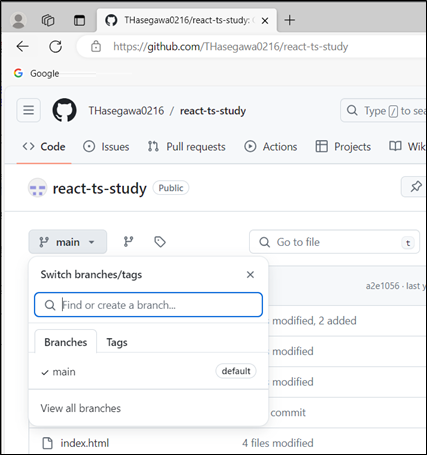 THasegawa0216/react-ts-study:
https://github.com/THasegawa0216/react-ts-study
Google
THasegawa0216 / react-ts-study
Type / to sea
Code Issues Pull requests Actions Projects Wik
react-ts-study Public
main Go to file t
Switch branches/tags
a2e1056 · last y
Find or create a branch...
modified, 2 added
Branches Tags
modified
main default
modified
View all branches
commit
index.html 4 files modified